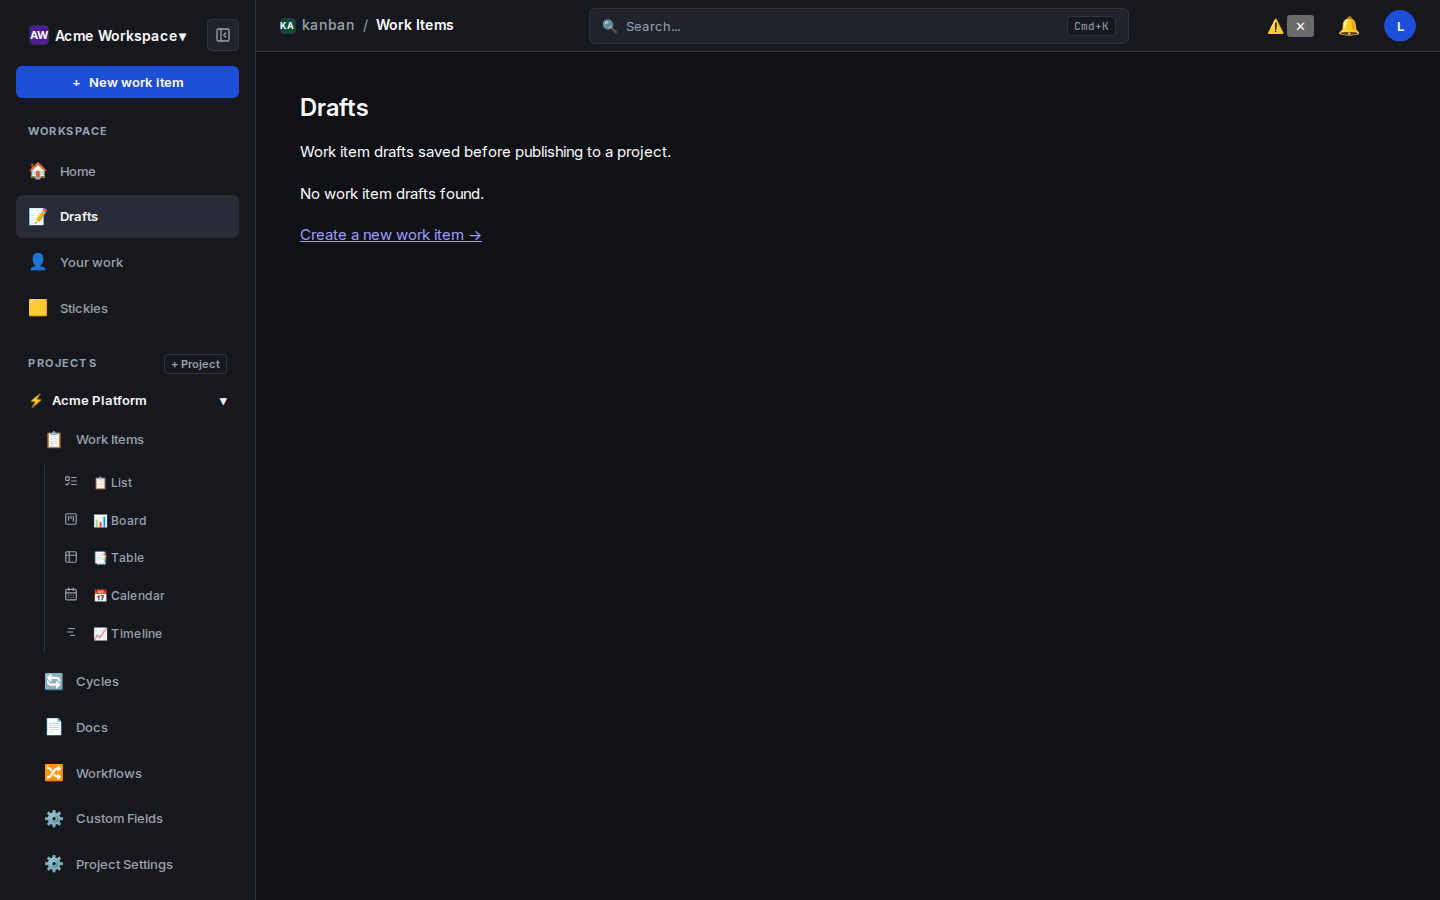 AW Acme Workspace ▾
+ New work item
WORKSPACE
🏠 Home
📝 Drafts
👤 Your work
🟨 Stickies
PROJECTS
+ Project
⚡ Acme Platform ▾
📋 Work Items
📋 List
📊 Board
📑 Table
📅 Calendar
📈 Timeline
🔄 Cycles
📄 Docs
🔀 Workflows
⚙️ Custom Fields
⚙️ Project Settings
KA kanban / Work Items
🔍 Search... Cmd+K
⚠️ ✕ 🔔 L
Drafts
Work item drafts saved before publishing to a project.
No work item drafts found.
Create a new work item →